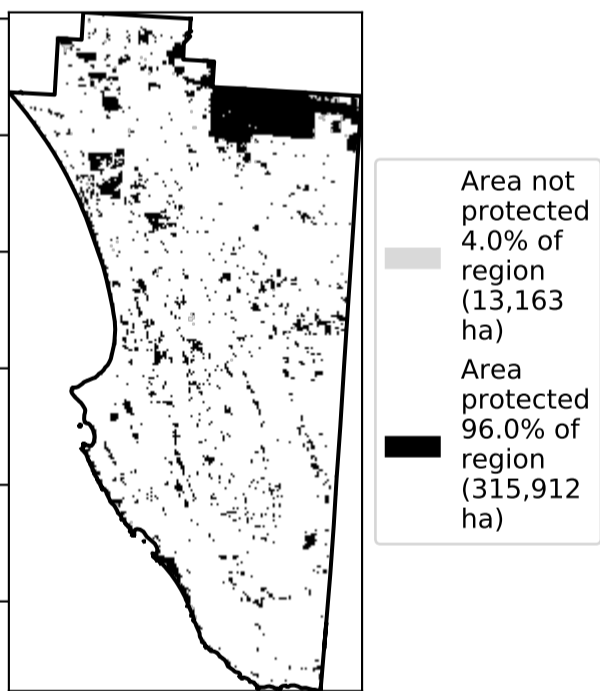 Area not
protected
4.0% of
region
(13,163
ha)
Area
protected
96.0% of
region
(315,912
ha)